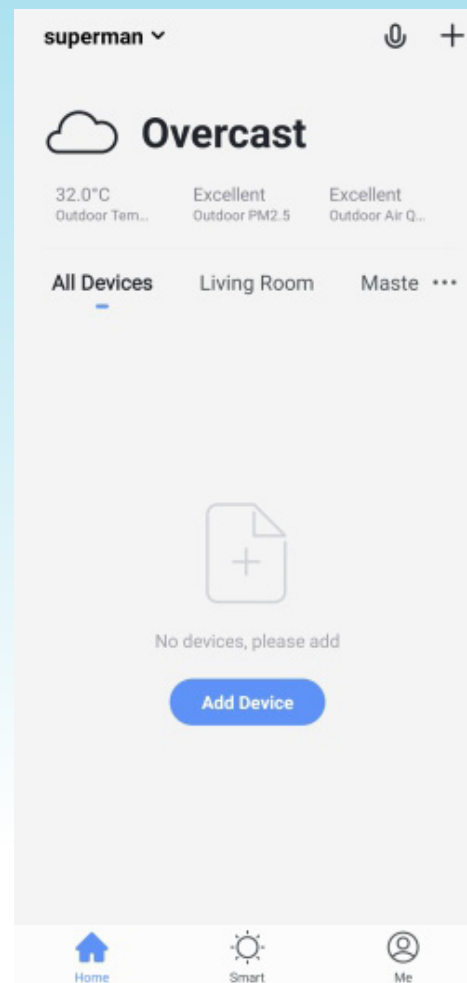 superman
Overcast
32.0°C Excellent Excellent
Outdoor Tem... Outdoor PM2.5 Outdoor Air Q...
All Devices Living Room Maste
No devices, please add
Add Device
Home Smart Me